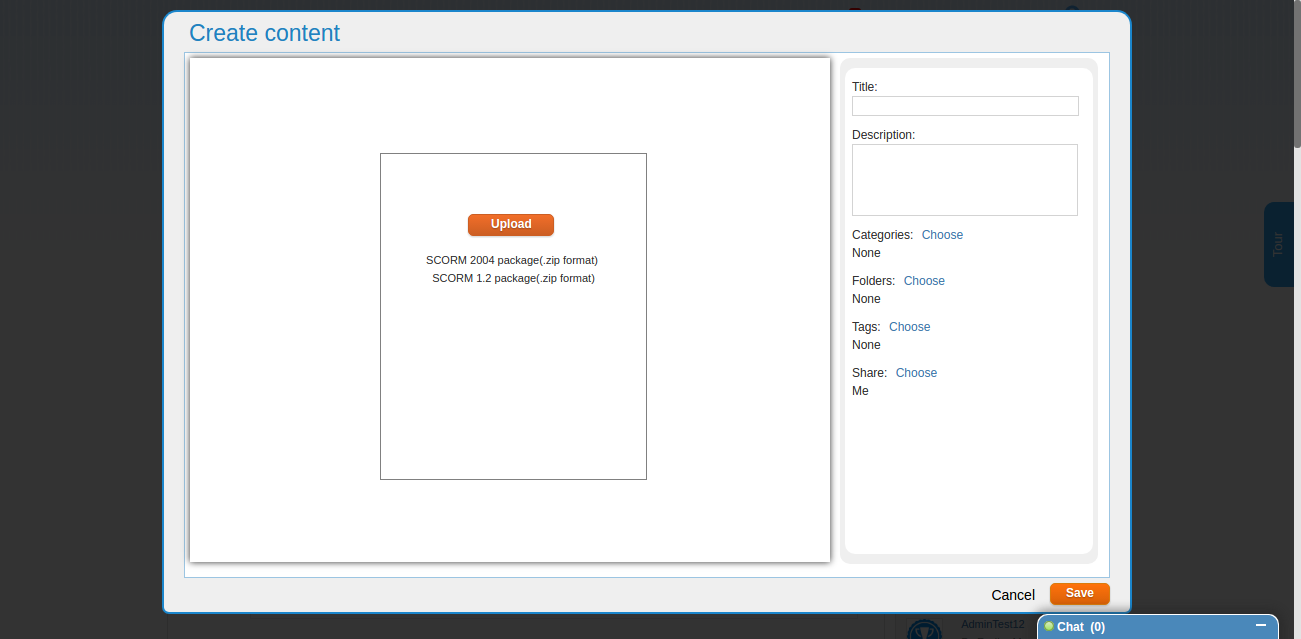 Create content
Upload
SCORM 2004 package(.zip format)
SCORM 1.2 package(.zip format)
Title:
Description:
Categories: Choose
None
Folders: Choose
None
Tags: Choose
None
Share: Choose
Me
Tour
Cancel Save
AdminTest12
Chat (0)